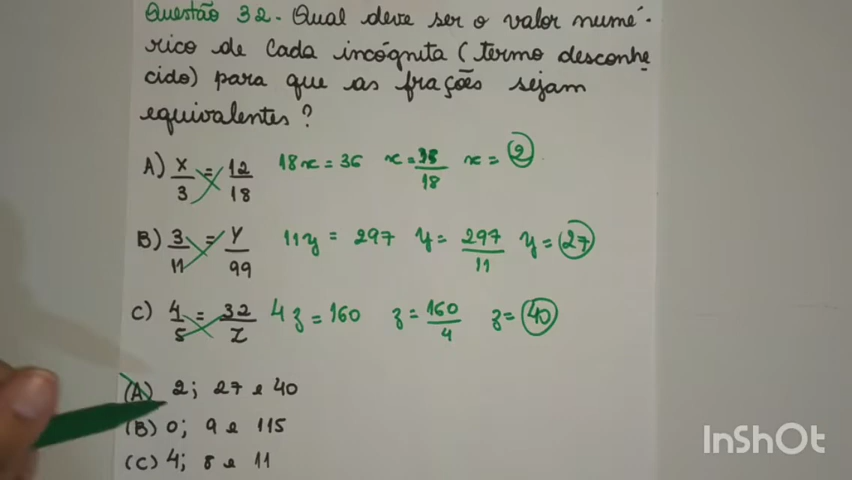 Questão 32. Qual deve ser o valor numé-
rico de cada incógnita (termo desconhe
cido) para que as frações sejam
equivalentes?
A) x/3 = 12/18 18x = 36 x = 36/18 x = 2
B) 3/11 = y/99 11y = 297 y = 297/11 y = 27
C) 4/5 = 32/z 4z = 160 z = 160/4 z = 40
(A) 2; 27 e 40
(B) 0; 9 e 115
(C) 4; 8 e 11
InShOt